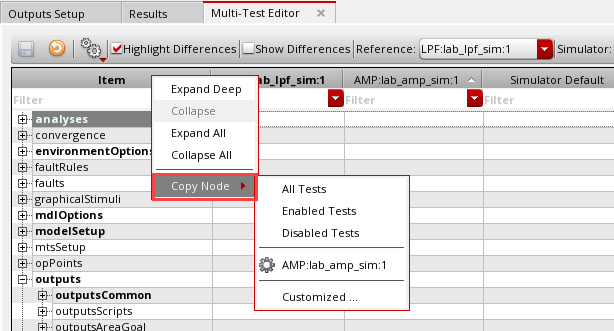 Outputs Setup Results Multi-Test Editor
Highlight Differences Show Differences Reference: LPF:lab_lpf_sim:1 Simulator:
Item lab_lpf_sim:1 AMP:lab_amp_sim:1 Simulator Default
Filter Filter Filter
analyses
convergence
environmentOptions
faultRules
faults
graphicalStimuli
mdlOptions
modelSetup
mtsSetup
opPoints
outputs
outputsCommon
outputsScripts
outputsAreaGoal
Expand Deep
Collapse
Expand All
Collapse All
Copy Node
All Tests
Enabled Tests
Disabled Tests
AMP:lab_amp_sim:1
Customized ...